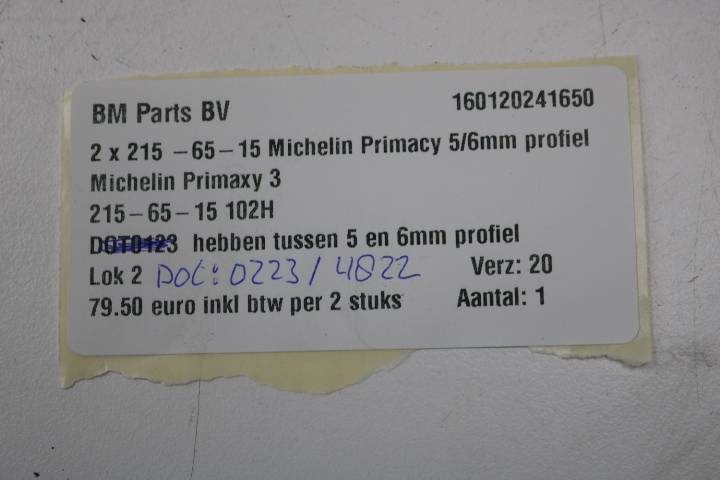 BM Parts BV 160120241650
2 x 215 -65-15 Michelin Primacy 5/6mm profiel
Michelin Primaxy 3
215-65-15 102H
DOT0123 hebben tussen 5 en 6mm profiel
Lok 2 DOt: 0223/4822 Verz: 20
79.50 euro inkl btw per 2 stuks Aantal: 1